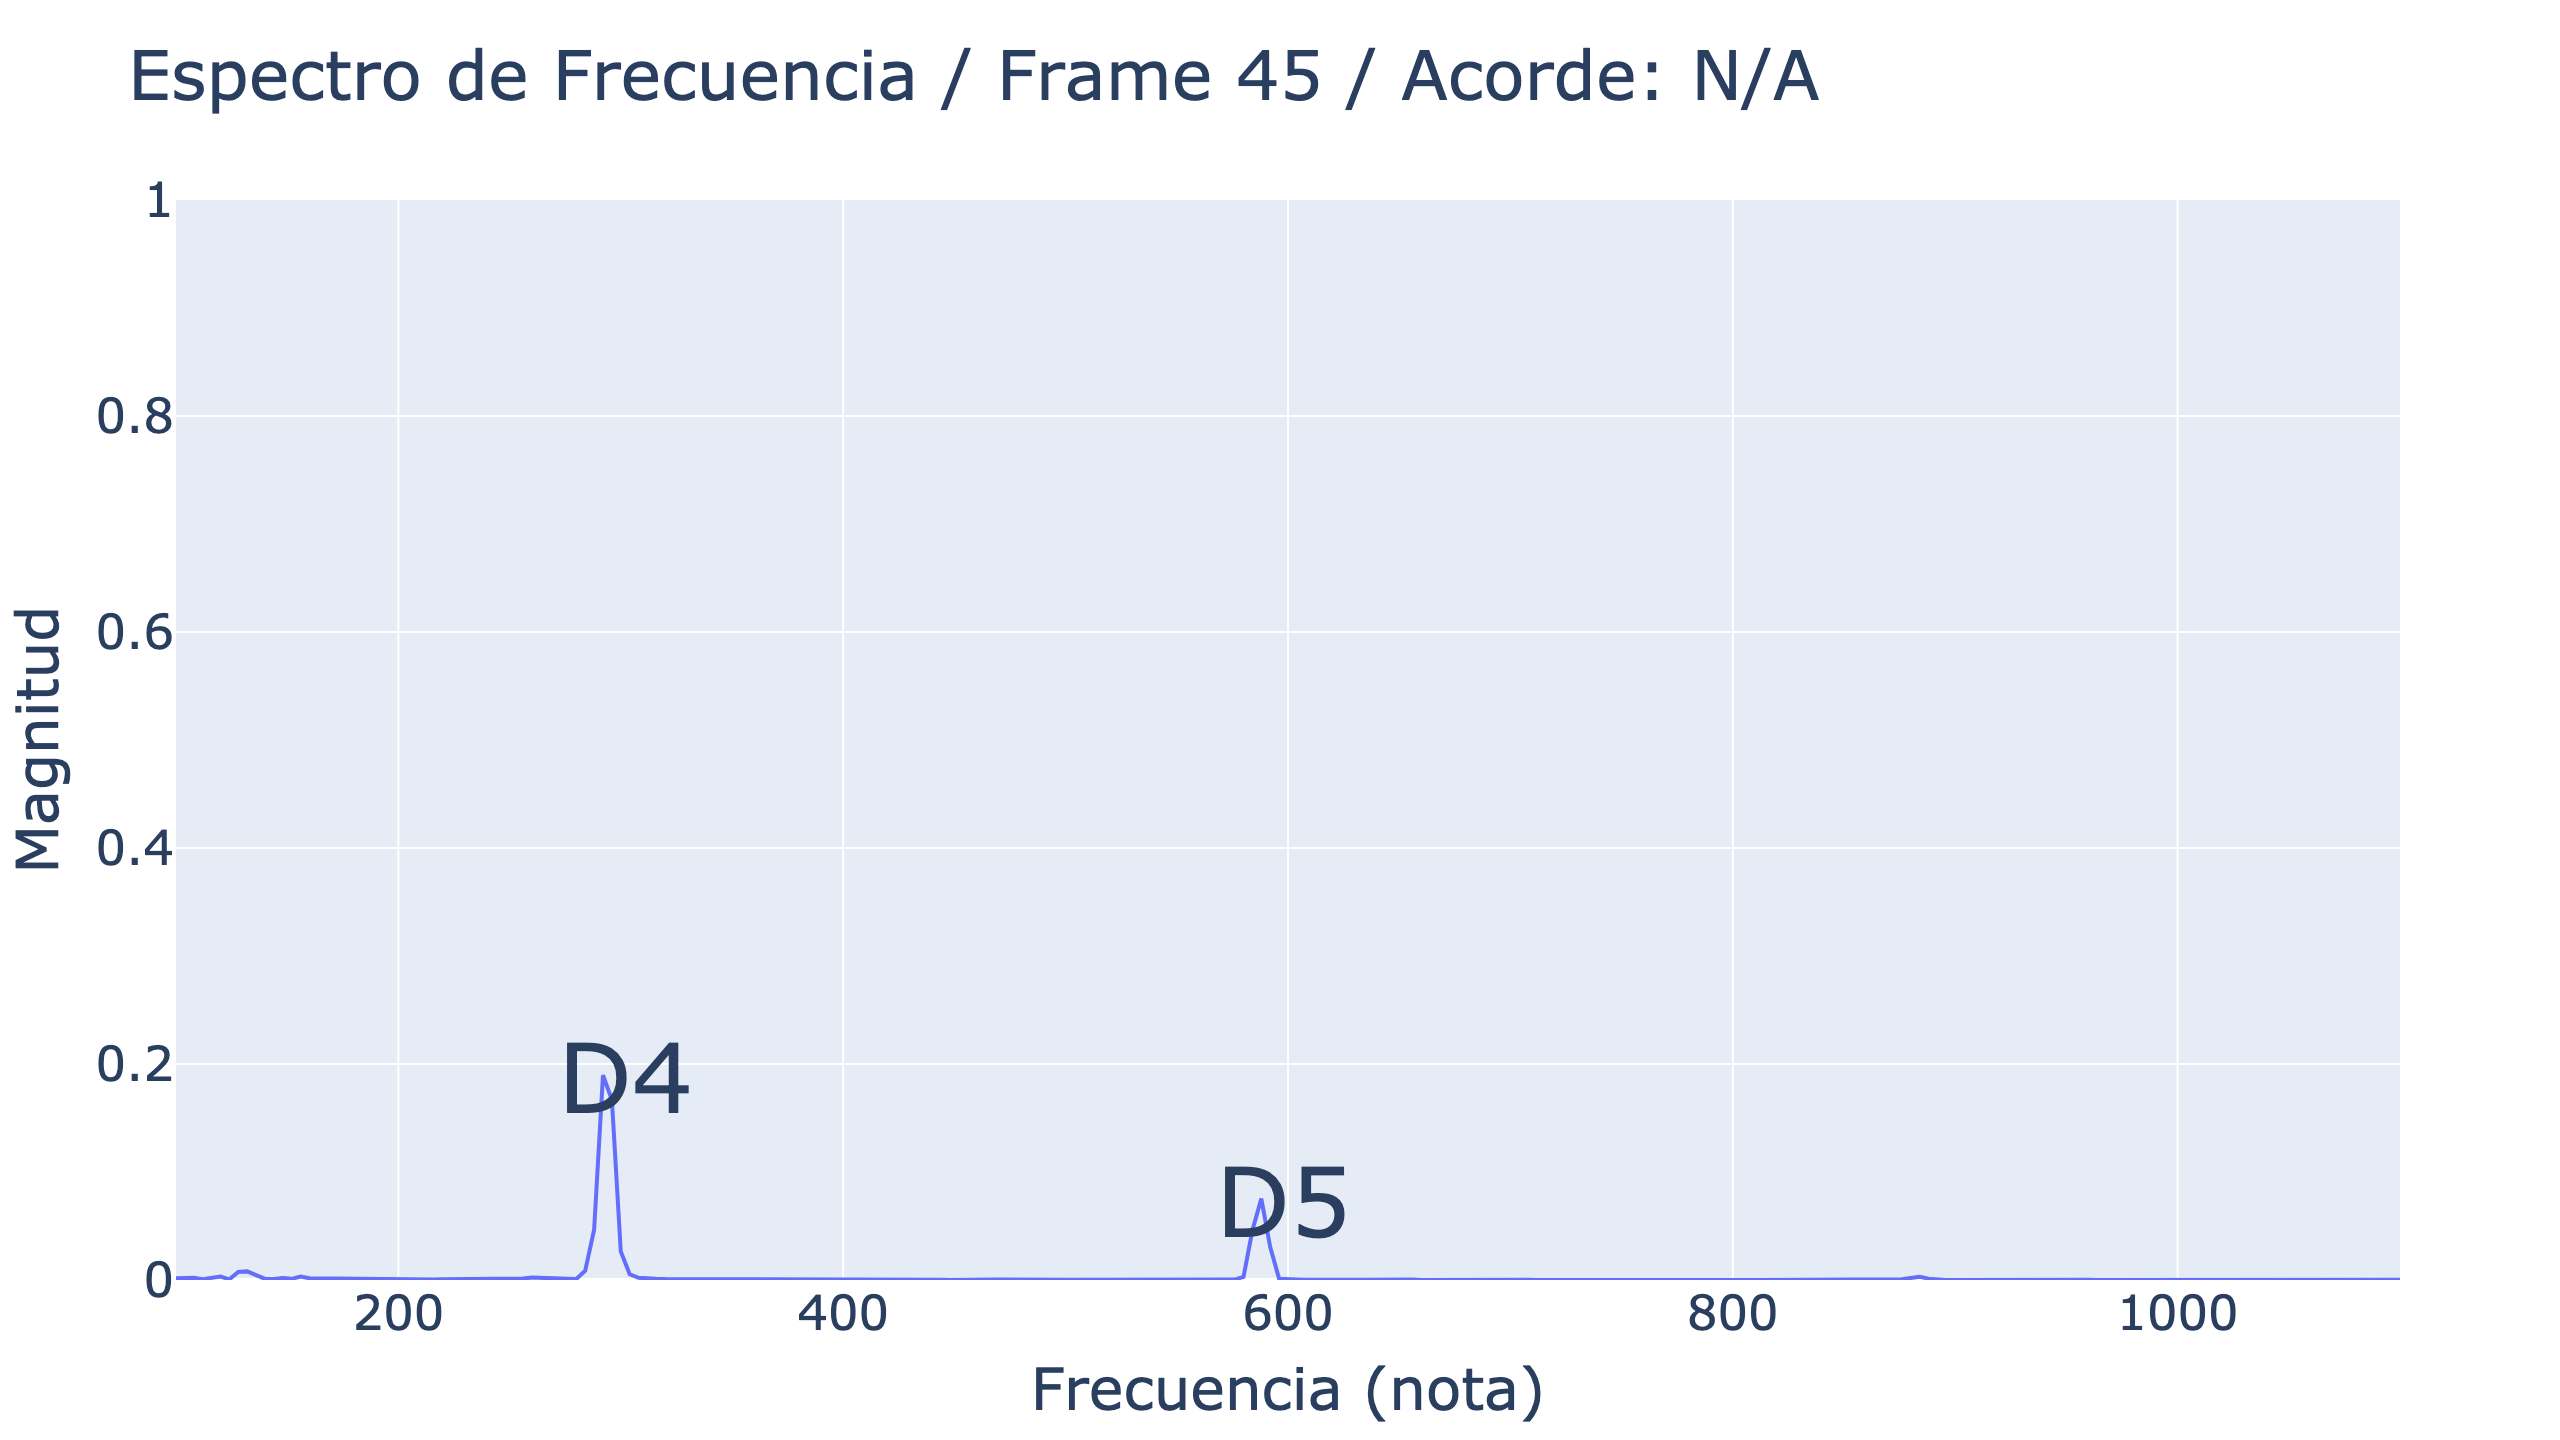 Espectro de Frecuencia / Frame 45 / Acorde: N/A
1
0.8
0.6
0.4
0.2
0
Magnitud
D4
D5
200 400 600 800 1000
Frecuencia (nota)